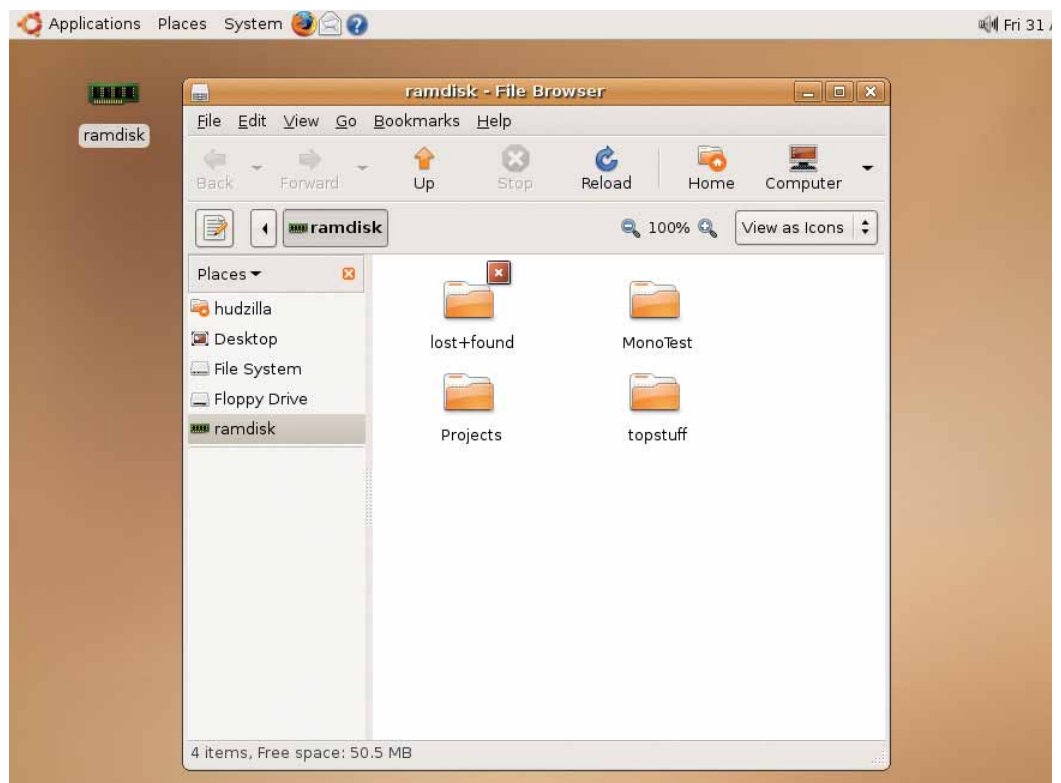 Applications Places System Fri 31
ramdisk
ramdisk - File Browser
File Edit View Go Bookmarks Help
Back Forward Up Stop Reload Home Computer
ramdisk 100% View as Icons
Places
hudzilla
Desktop
File System
Floppy Drive
ramdisk
lost+found MonoTest
Projects topstuff
4 items, Free space: 50.5 MB